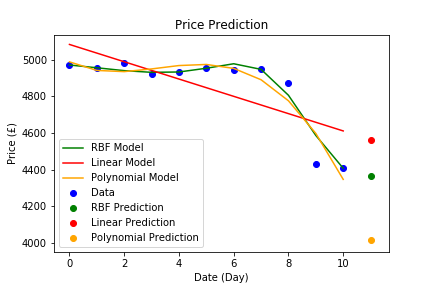 Price Prediction
Price (£)
5000
4800
4600
4400
4200
4000
RBF Model
Linear Model
Polynomial Model
Data
RBF Prediction
Linear Prediction
Polynomial Prediction
0 2 4 6 8 10
Date (Day)